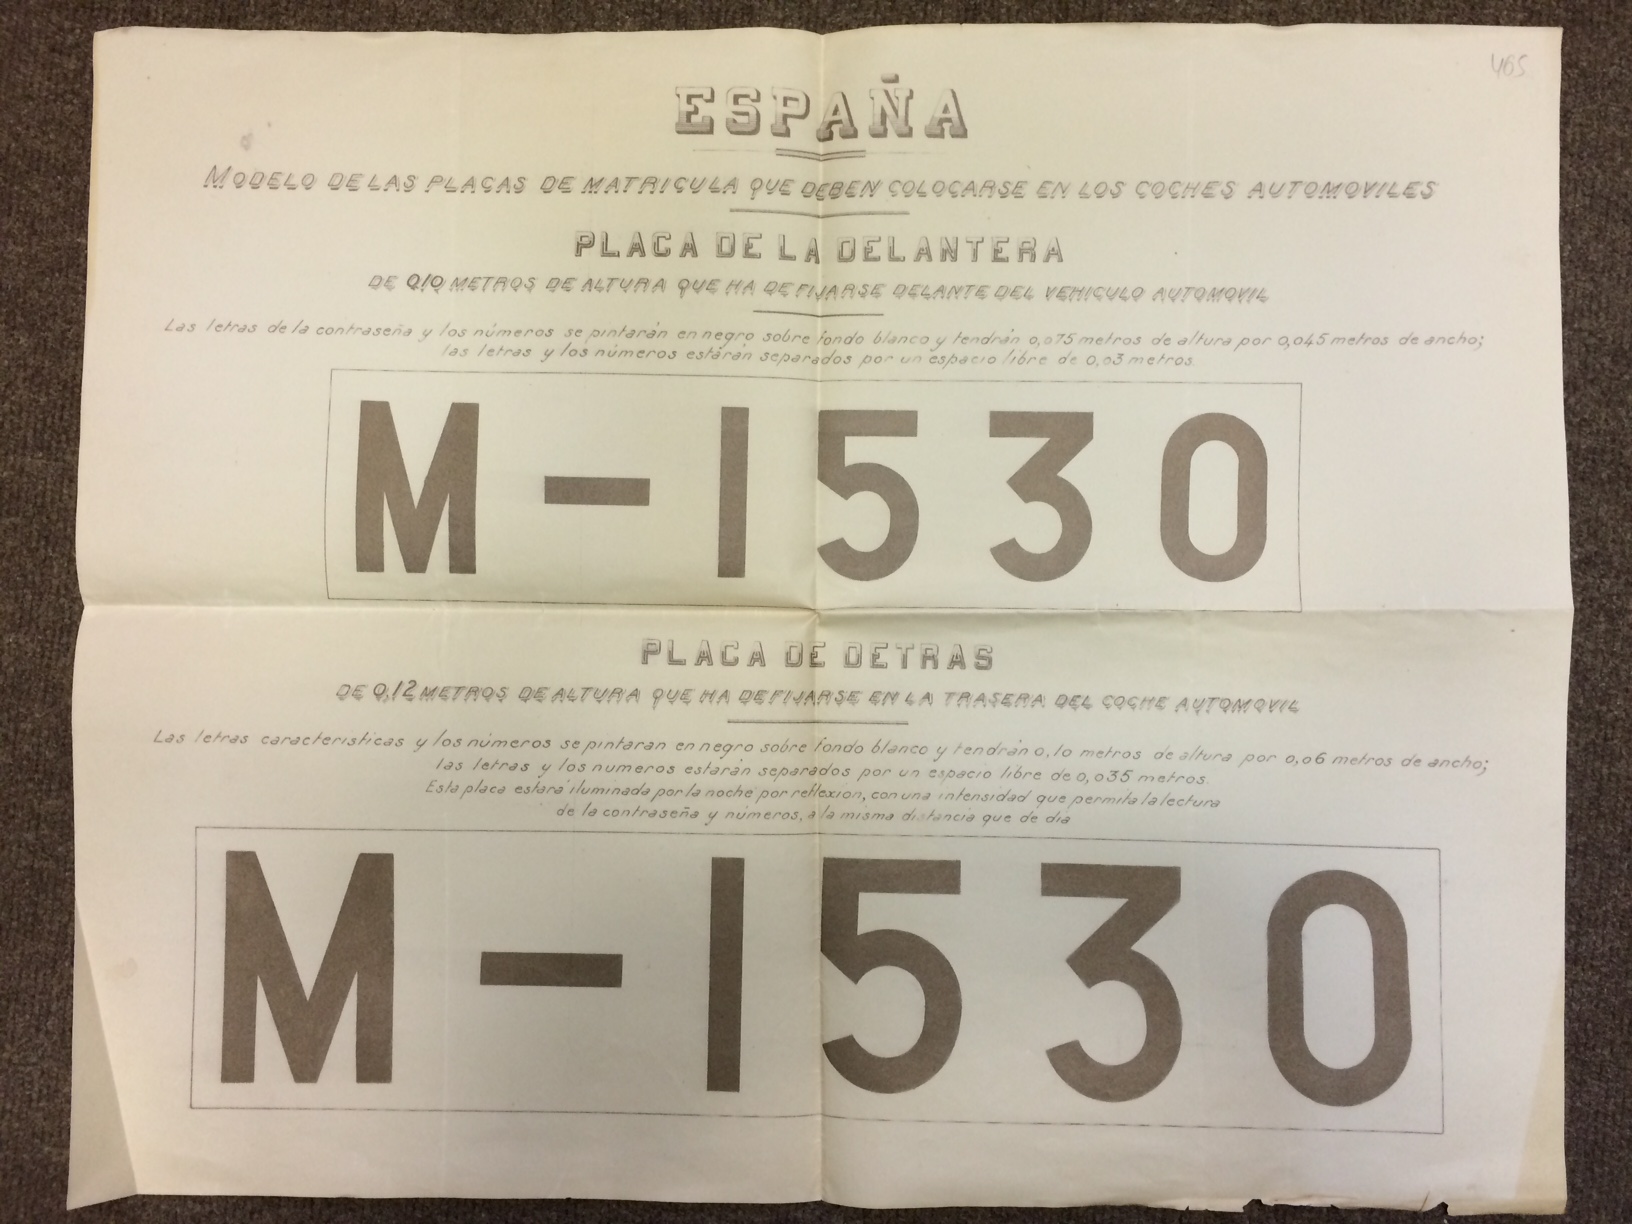 465
ESPAÑA
MODELO DE LAS PLACAS DE MATRICULA QUE DEBEN COLOCARSE EN LOS COCHES AUTOMOVILES
PLACA DE LA DELANTERA
DE 0,10 METROS DE ALTURA QUE HA DE FIJARSE DELANTE DEL VEHICULO AUTOMOVIL
Las letras de la contraseña y los números se pintarán en negro sobre fondo blanco y tendrán 0,075 metros de altura por 0,045 metros de ancho;
las letras y los números estárán separados por un espacio libre de 0,03 metros.
M-1530
PLACA DE DETRAS
DE 0,12 METROS DE ALTURA QUE HA DE FIJARSE EN LA TRASERA DEL COCHE AUTOMOVIL
Las letras caracteristicas y los números se pintaran en negro sobre fondo blanco y tendrán 0,10 metros de altura por 0,06 metros de ancho;
las letras y los numeros estarán separados por un espacio libre de 0,035 metros.
Esta placa estará iluminada por la noche por reflexion, con una intensidad que permita la lectura
de la contraseña y números, a la misma distancia que de dia
M-1530